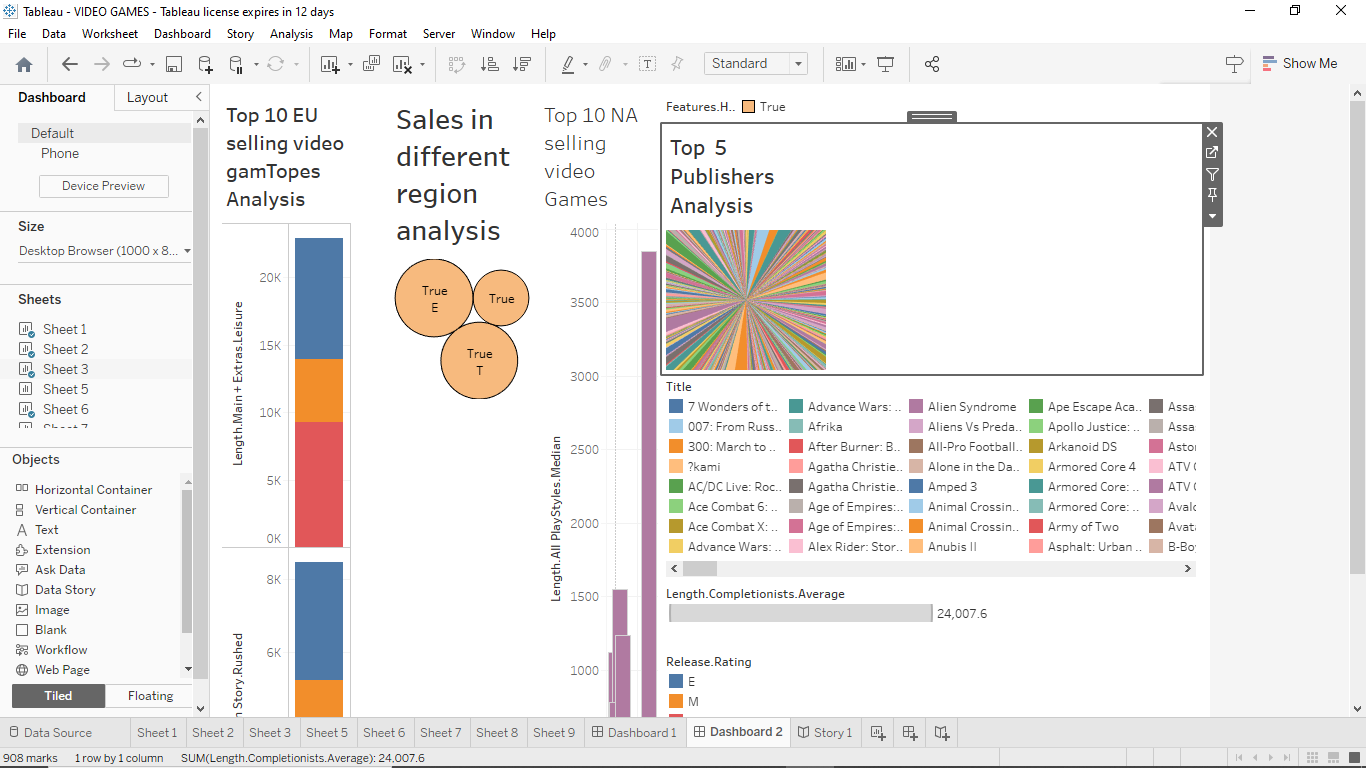 Tableau - VIDEO GAMES - Tableau license expires in 12 days
File Data Worksheet Dashboard Story Analysis Map Format Server Window Help
Standard
Show Me
Dashboard Layout
Default
Phone
Device Preview
Size
Desktop Browser (1000 x 8...
Sheets
Sheet 1
Sheet 2
Sheet 3
Sheet 5
Sheet 6
Objects
Horizontal Container
Vertical Container
Text
Extension
Ask Data
Data Story
Image
Blank
Workflow
Web Page
Tiled Floating
Top 10 EU
selling video
gamTopes
Analysis
Length.Main + Extras.Leisure
20K
15K
10K
5K
0K
8K
6K
Story.Rushed
Sales in
different
region
analysis
True
E
True
True
T
Top 10 NA
selling
video
Games
Length.All PlayStyles.Median
4000
3500
3000
2500
2000
1500
1000
Features.H.. True
Top 5
Publishers
Analysis
Title
7 Wonders of t.. Advance Wars: .. Alien Syndrome Ape Escape Aca.. Assa
007: From Russ.. Afrika Aliens Vs Preda.. Apollo Justice: .. Assa
300: March to .. After Burner: B.. All-Pro Football.. Arkanoid DS Astor
?kami Agatha Christie.. Alone in the Da.. Armored Core 4 ATV
AC/DC Live: Roc.. Agatha Christie.. Amped 3 Armored Core: .. ATV
Ace Combat 6: .. Age of Empires:.. Animal Crossin.. Armored Core: .. Avalo
Ace Combat X: .. Age of Empires:.. Animal Crossin.. Army of Two Avata
Advance Wars: .. Alex Rider: Stor.. Anubis II Asphalt: Urban .. B-Bo
Length.Completionists.Average
24,007.6
Release.Rating
E
M
Data Source Sheet 1 Sheet 2 Sheet 3 Sheet 5 Sheet 6 Sheet 7 Sheet 8 Sheet 9 Dashboard 1 Dashboard 2 Story 1
908 marks 1 row by 1 column SUM(Length.Completionists.Average): 24,007.6